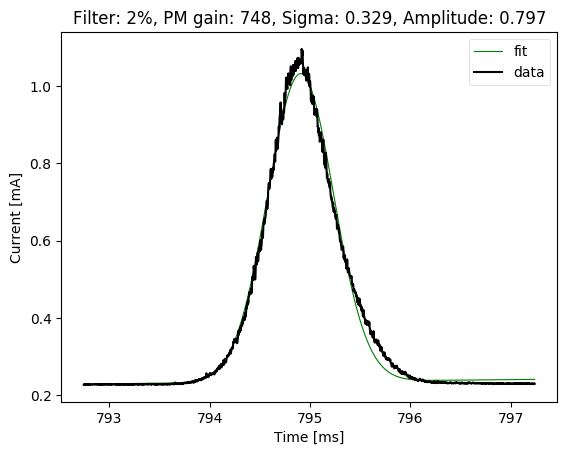 Filter: 2%, PM gain: 748, Sigma: 0.329, Amplitude: 0.797
fit
data
1.0
0.8
0.6
0.4
0.2
Current [mA]
793
794
795
796
797
Time [ms]